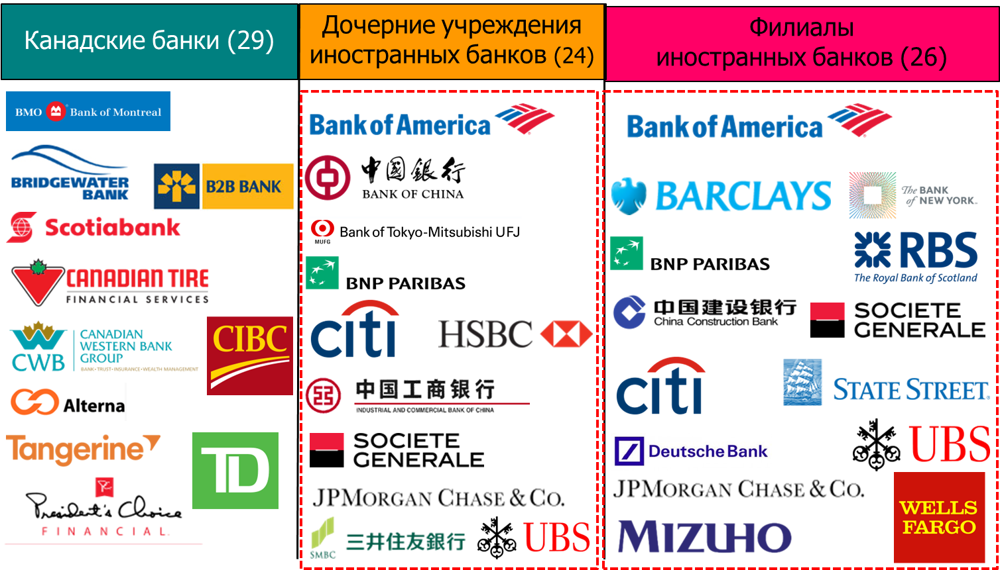 Канадские банки (29)
Дочерние учреждения
иностранных банков (24)
Филиалы
иностранных банков (26)
BMO Bank of Montreal
BRIDGEWATER
BANK
B2B BANK
Scotiabank
CANADIAN TIRE
FINANCIAL SERVICES
CWB
CANADIAN
WESTERN BANK
GROUP
BANK • TRUST • INSURANCE • WEALTH MANAGEMENT
CIBC
Alterna
Tangerine
TD
PC
President's Choice
FINANCIAL
Bank of America
中國銀行
BANK OF CHINA
MUFG
Bank of Tokyo-Mitsubishi UFJ
BNP PARIBAS
citi
HSBC
中国工商银行
INDUSTRIAL AND COMMERCIAL BANK OF CHINA
SOCIETE
GENERALE
JPMORGAN CHASE & CO.
SMBC
三井住友銀行
UBS
Bank of America
BARCLAYS
The BANK
of NEW YORK
BNP PARIBAS
RBS
The Royal Bank of Scotland
中国建设银行
China Construction Bank
SOCIETE
GENERALE
citi
STATE STREET
Deutsche Bank
UBS
JPMORGAN CHASE & CO.
MIZUHO
WELLS
FARGO